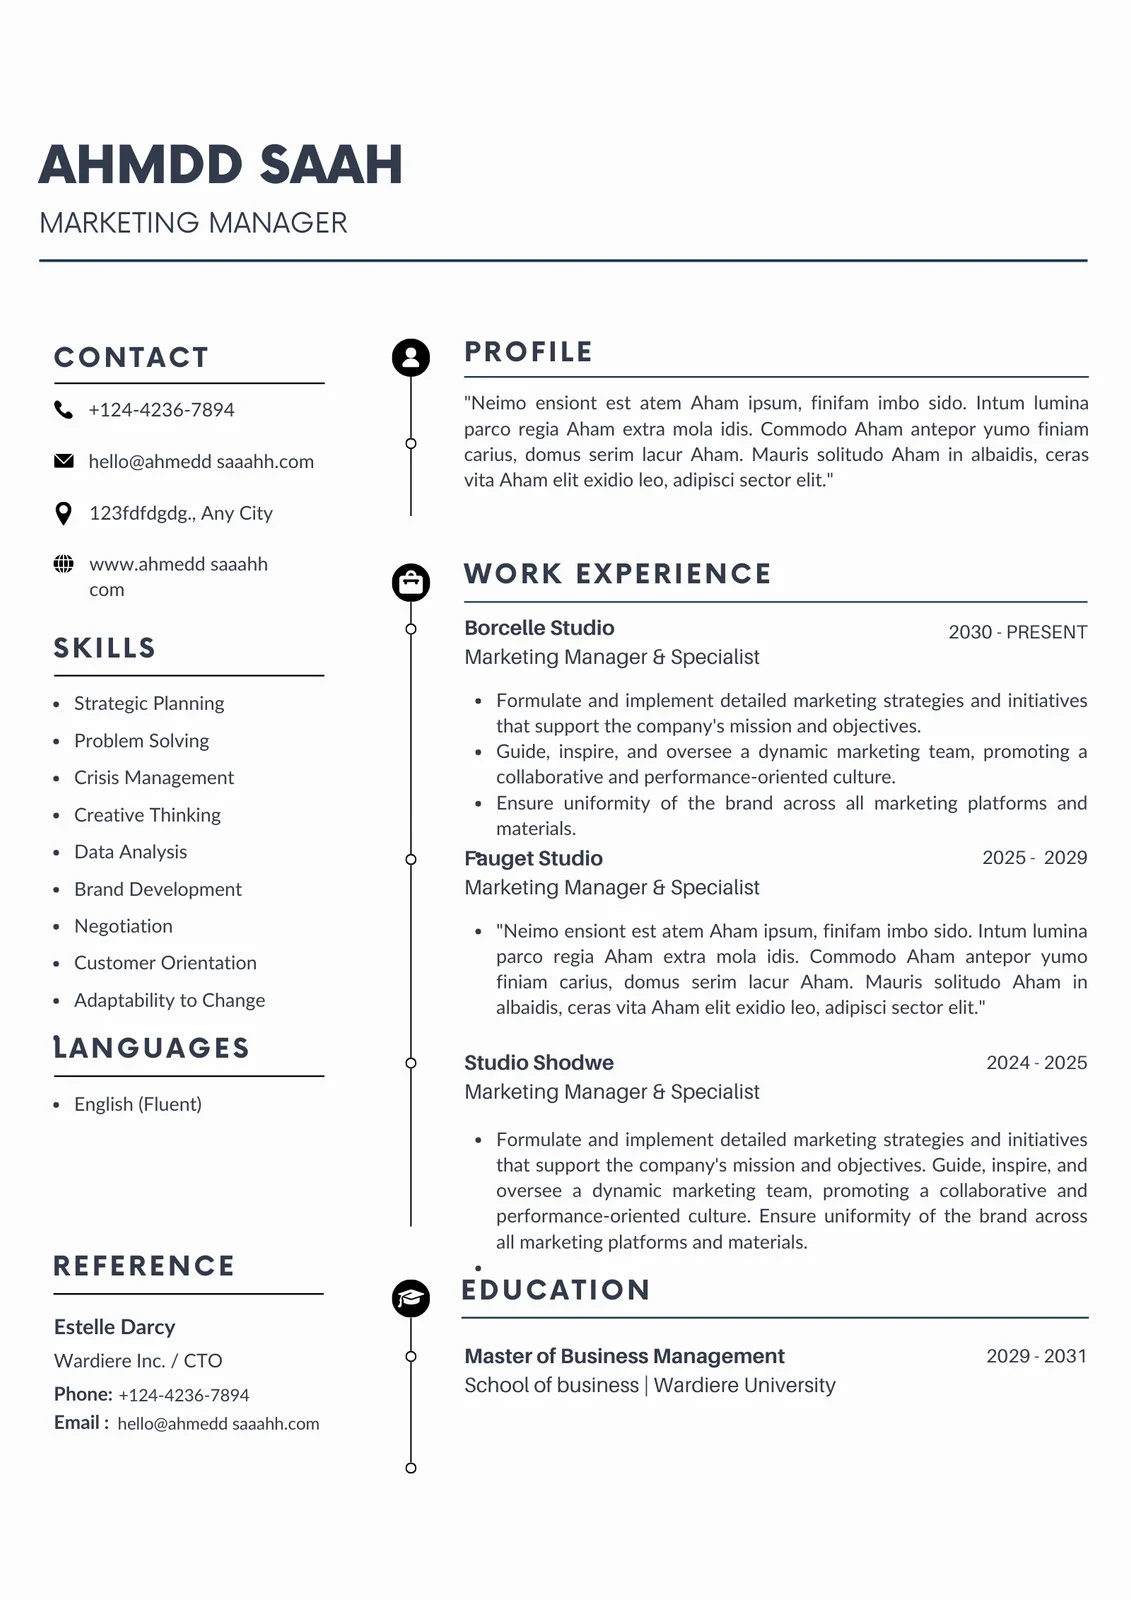 AHMDD SAAH
MARKETING MANAGER
CONTACT
+124-4236-7894
hello@ahmedd saaahh.com
123fdfdgdg., Any City
www.ahmedd saaahh
com
SKILLS
• Strategic Planning
• Problem Solving
• Crisis Management
• Creative Thinking
• Data Analysis
• Brand Development
• Negotiation
• Customer Orientation
• Adaptability to Change
LANGUAGES
• English (Fluent)
REFERENCE
Estelle Darcy
Wardiere Inc. / CTO
Phone: +124-4236-7894
Email : hello@ahmedd saaahh.com
PROFILE
"Neimo ensiont est atem Aham ipsum, finifam imbo sido. Intum lumina
parco regia Aham extra mola idis. Commodo Aham antepor yumo finiam
carius, domus serim lacur Aham. Mauris solitudo Aham in albaidis, ceras
vita Aham elit exidio leo, adipisci sector elit."
WORK EXPERIENCE
Borcelle Studio 2030 - PRESENT
Marketing Manager & Specialist
• Formulate and implement detailed marketing strategies and initiatives
that support the company's mission and objectives.
• Guide, inspire, and oversee a dynamic marketing team, promoting a
collaborative and performance-oriented culture.
• Ensure uniformity of the brand across all marketing platforms and
materials.
Fauget Studio 2025 - 2029
Marketing Manager & Specialist
• "Neimo ensiont est atem Aham ipsum, finifam imbo sido. Intum lumina
parco regia Aham extra mola idis. Commodo Aham antepor yumo
finiam carius, domus serim lacur Aham. Mauris solitudo Aham in
albaidis, ceras vita Aham elit exidio leo, adipisci sector elit."
Studio Shodwe 2024 - 2025
Marketing Manager & Specialist
• Formulate and implement detailed marketing strategies and initiatives
that support the company's mission and objectives. Guide, inspire, and
oversee a dynamic marketing team, promoting a collaborative and
performance-oriented culture. Ensure uniformity of the brand across
all marketing platforms and materials.
EDUCATION
Master of Business Management 2029 - 2031
School of business | Wardiere University